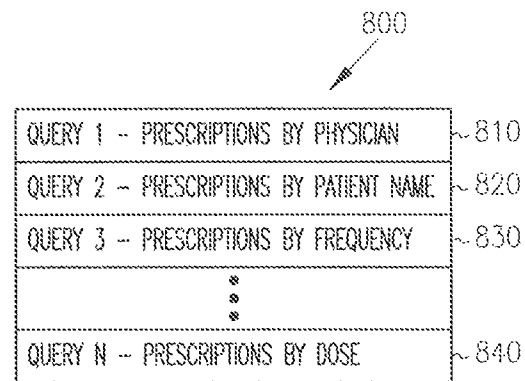 800
QUERY 1 - PRESCRIPTIONS BY PHYSICIAN 810
QUERY 2 - PRESCRIPTIONS BY PATIENT NAME 820
QUERY 3 - PRESCRIPTIONS BY FREQUENCY 830
QUERY N - PRESCRIPTIONS BY DOSE 840